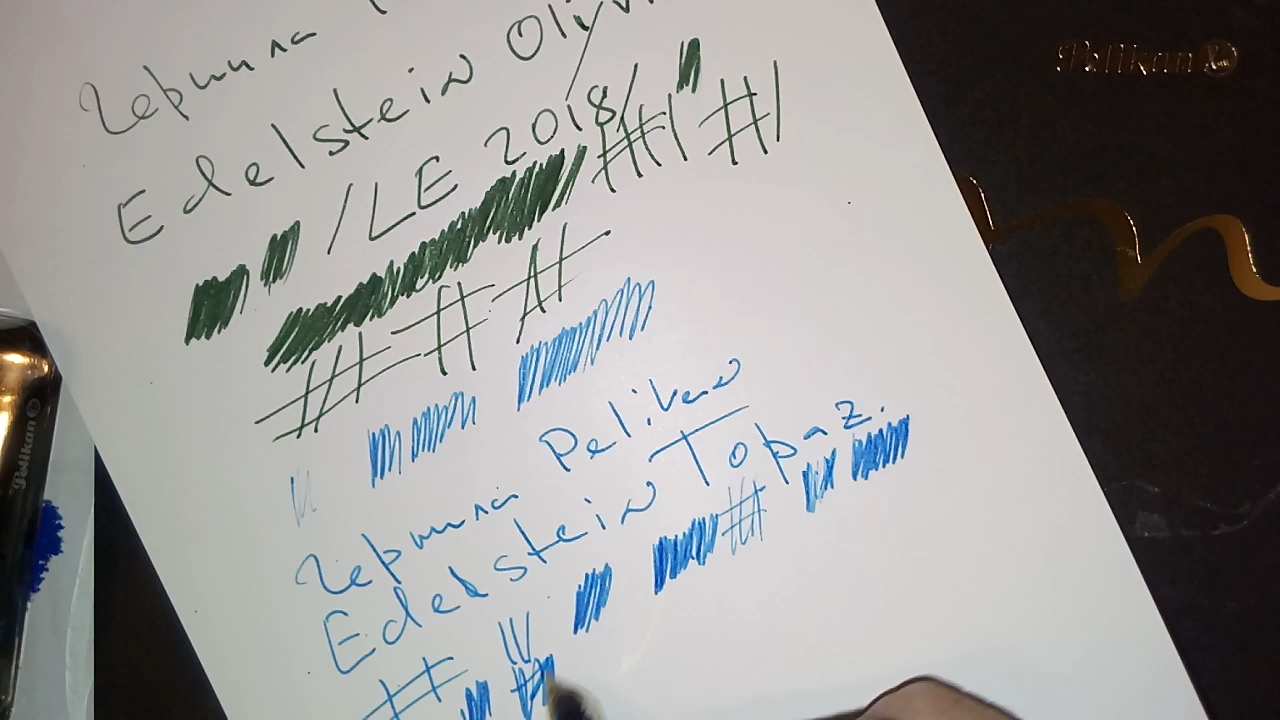 Чернила
Edelstein
/LE 2018/
Чернила Pelikan
Edelstein Topaz.
Pelikan
Pelikan